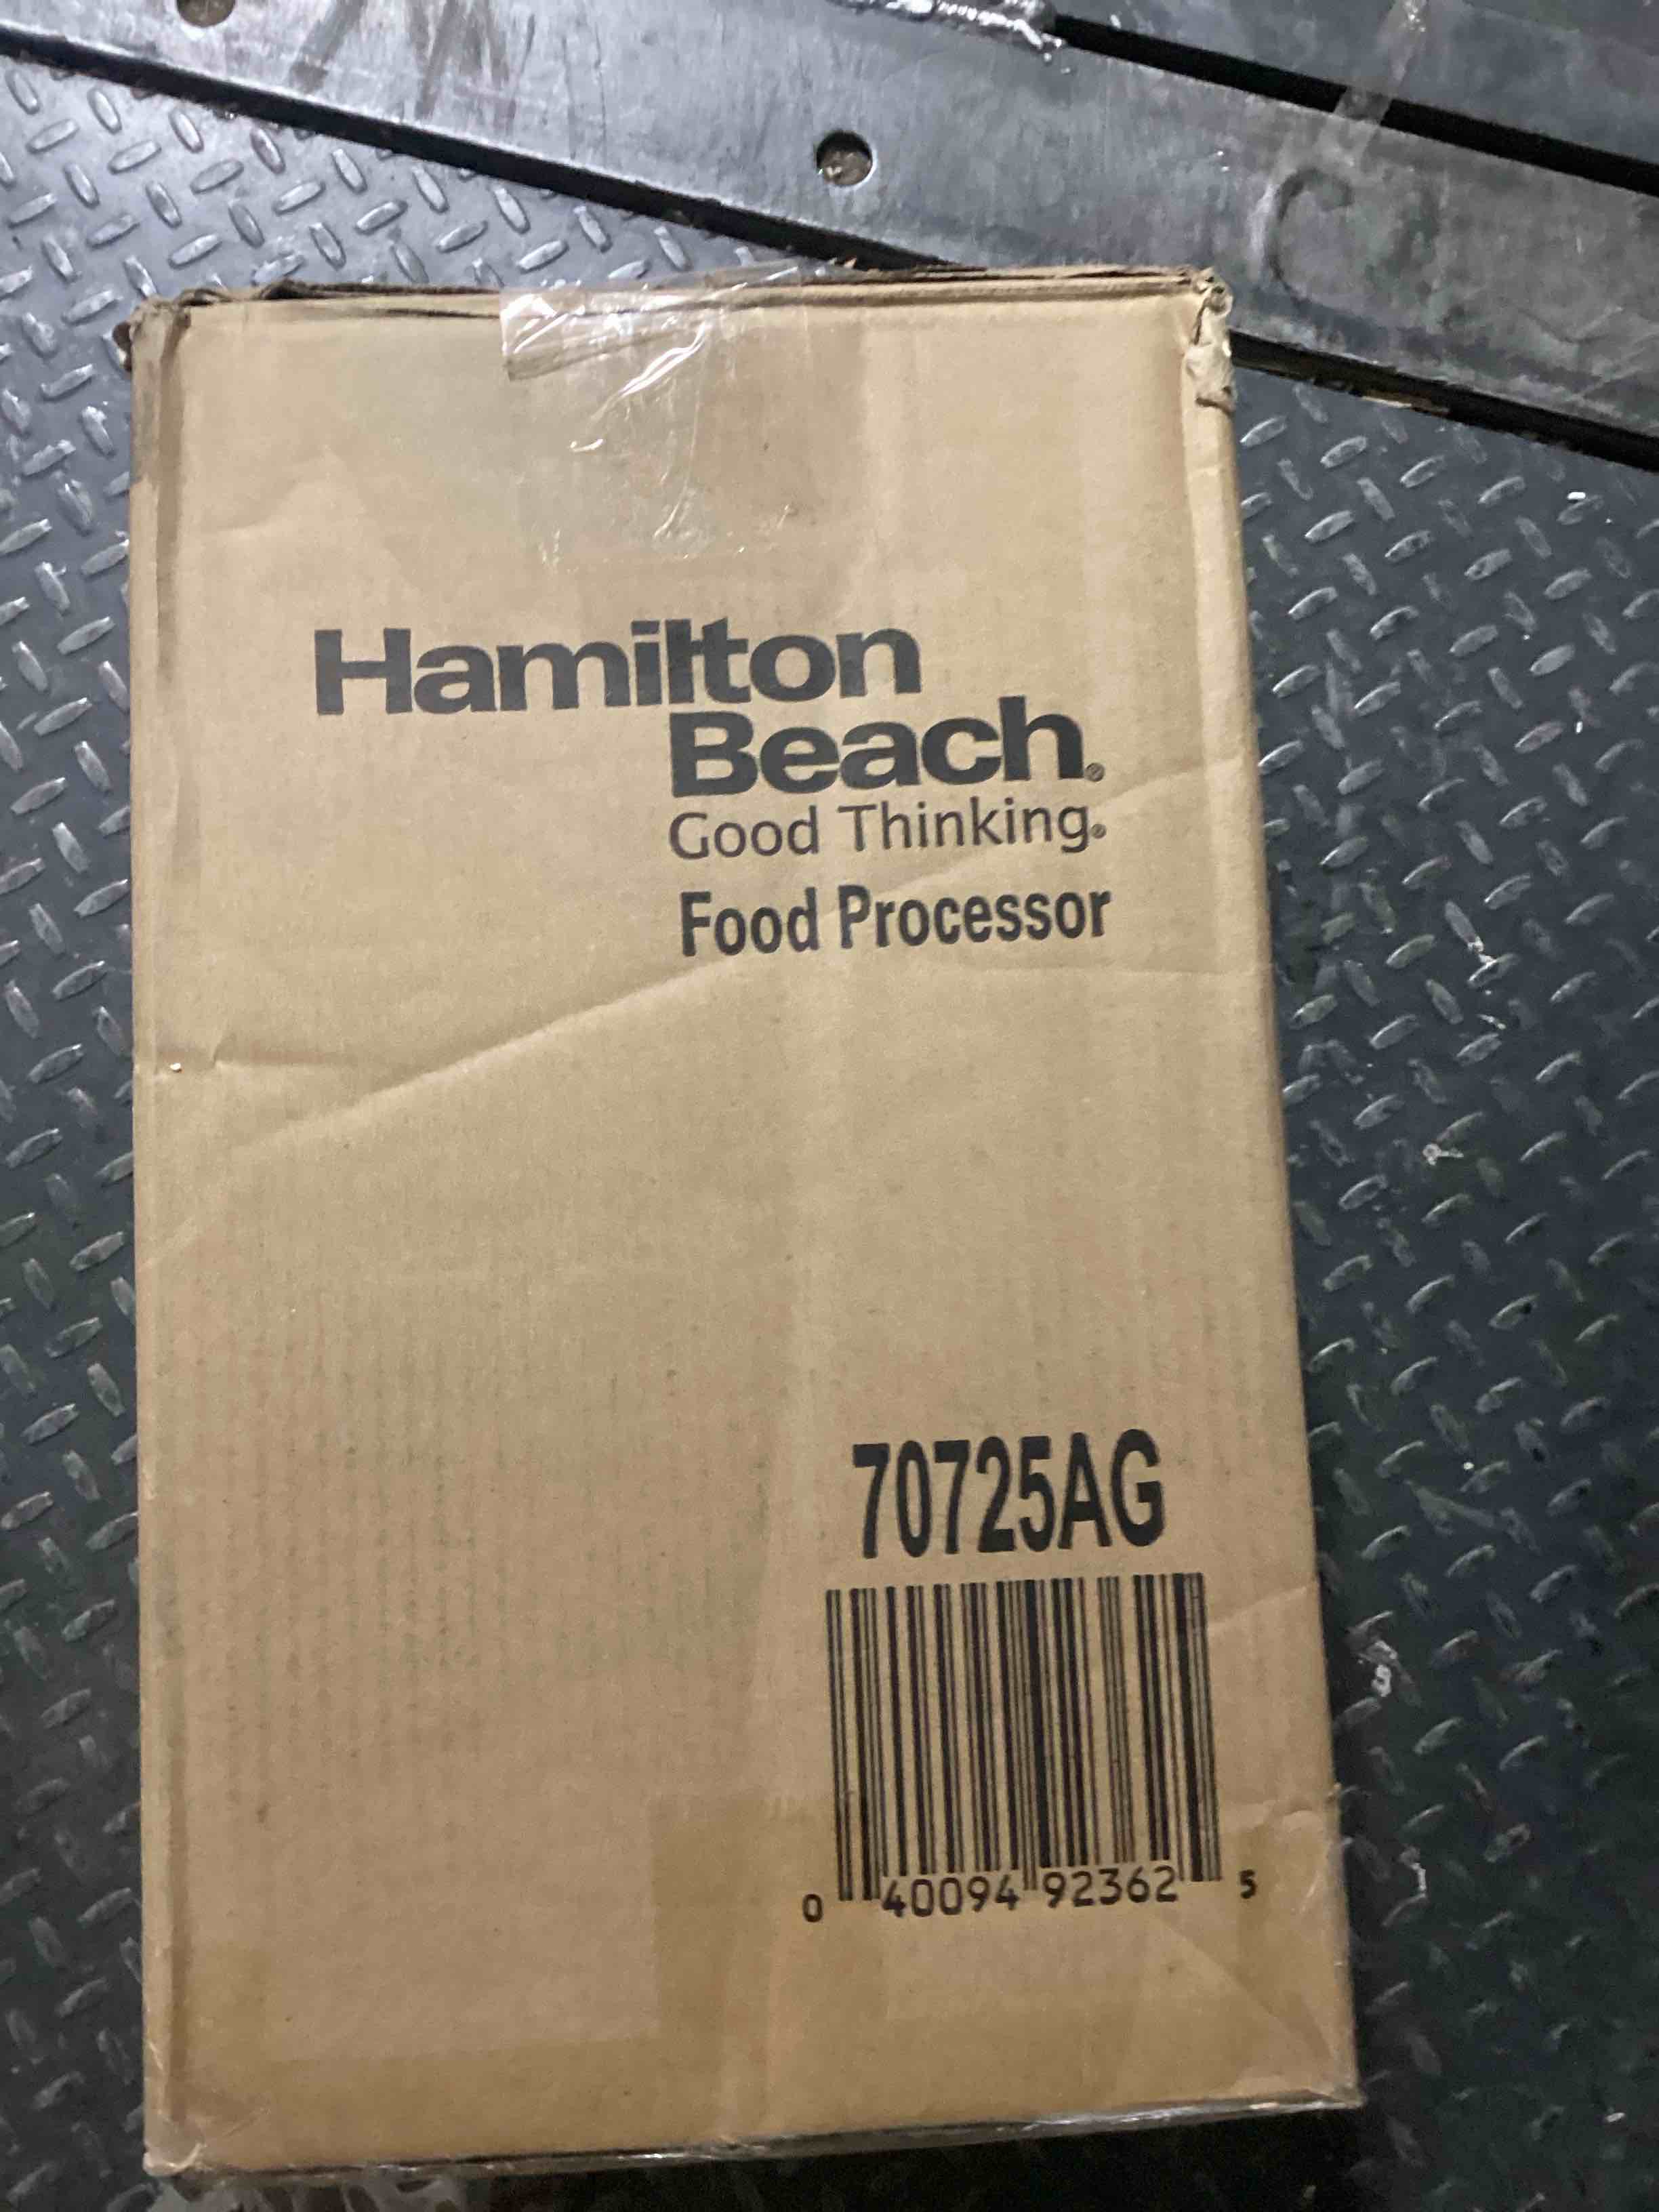 Hamilton
Beach®
Good Thinking®
Food Processor
70725AG
0 40094 92362 5